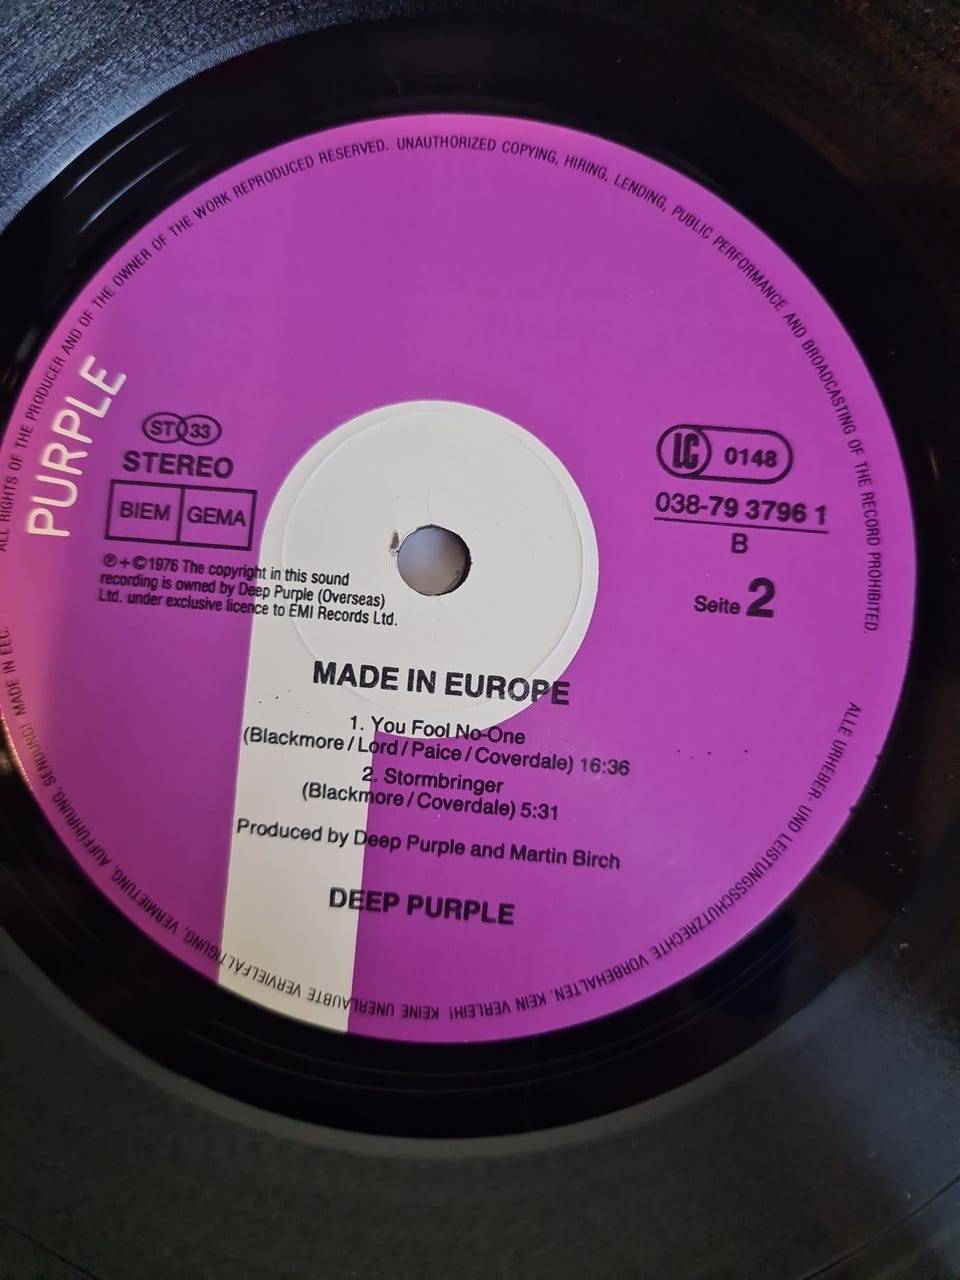 ALL RIGHTS OF THE PRODUCER AND OF THE OWNER OF THE WORK REPRODUCED RESERVED. UNAUTHORIZED COPYING, HIRING, LENDING, PUBLIC PERFORMANCE AND BROADCASTING OF THE RECORD PROHIBITED.
PURPLE
ST 33
STEREO
BIEM GEMA
℗+©1976 The copyright in this sound
recording is owned by Deep Purple (Overseas)
Ltd. under exclusive licence to EMI Records Ltd.
LC 0148
038-79 3796 1
B
Seite 2
MADE IN EUROPE
1. You Fool No-One
(Blackmore/Lord/Paice/Coverdale) 16:36
2. Stormbringer
(Blackmore/Coverdale) 5:31
Produced by Deep Purple and Martin Birch
DEEP PURPLE
ALLE URHEBER- UND LEISTUNGSSCHUTZRECHTE VORBEHALTEN. KEIN VERLEIH! KEINE UNERLAUBTE VERVIELFÄLTIGUNG, VERMIETUNG, AUFFÜHRUNG, SENDUNG! MADE IN EEC.